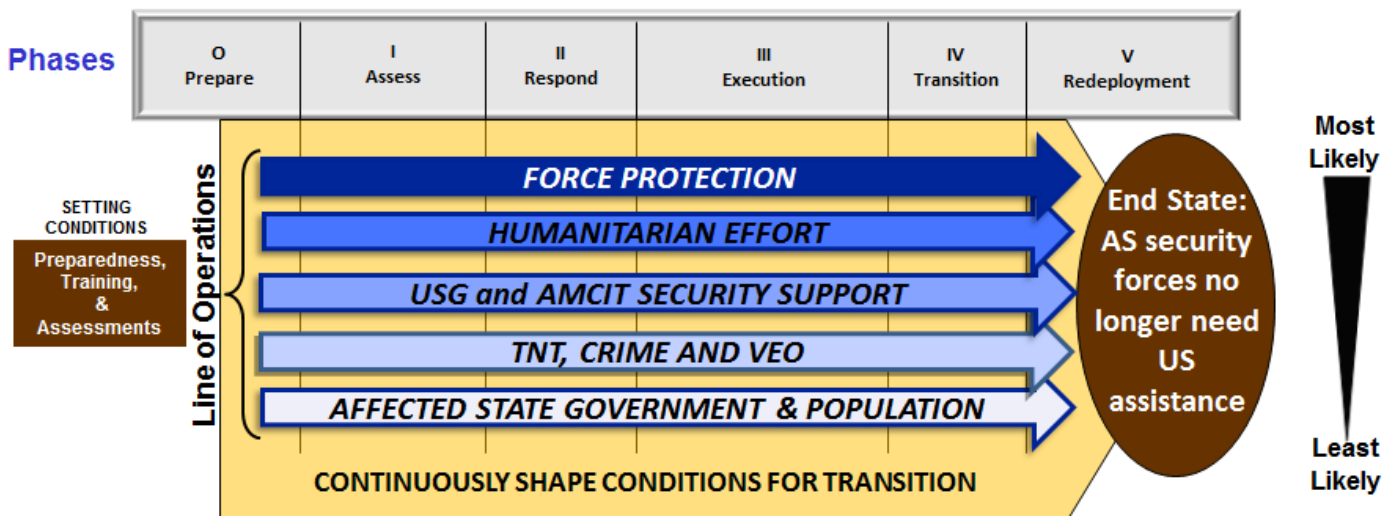 Phases
O
Prepare
I
Assess
II
Respond
III
Execution
IV
Transition
V
Redeployment
SETTING
CONDITIONS
Preparedness,
Training,
&
Assessments
Line of Operations
FORCE PROTECTION
HUMANITARIAN EFFORT
USG and AMCIT SECURITY SUPPORT
TNT, CRIME AND VEO
AFFECTED STATE GOVERNMENT & POPULATION
CONTINUOUSLY SHAPE CONDITIONS FOR TRANSITION
End State:
AS security
forces no
longer need
US
assistance
Most
Likely
Least
Likely